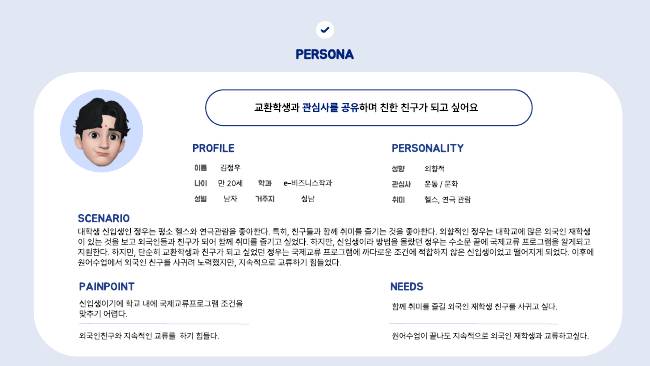 PERSONA
교환학생과 관심사를 공유하며 친한 친구가 되고 싶어요
PROFILE
이름 김정우
나이 만 20세 학과 e-비즈니스학과
성별 남자 거주지 성남
PERSONALITY
성향 외향적
관심사 운동 / 문화
취미 헬스, 연극 관람
SCENARIO
대학생 신입생인 정우는 평소 헬스와 연극관람을 좋아한다. 특히, 친구들과 함께 취미를 즐기는 것을 좋아한다. 외향적인 정우는 대학교에 많은 외국인 재학생
이 있는 것을 보고 외국인들과 친구가 되어 함께 취미를 즐기고 싶었다. 하지만, 신입생이라 방법을 몰랐던 정우는 수소문 끝에 국제교류 프로그램을 알게되고
지원한다. 하지만, 단순히 교환학생과 친구가 되고 싶었던 정우는 국제교류 프로그램에 까다로운 조건에 적합하지 않은 신입생이었고 떨어지게 되었다. 이후에
원어수업에서 외국인 친구를 사귀려 노력했지만, 지속적으로 교류하기 힘들었다.
PAINPOINT
신입생이기에 학교 내에 국제교류프로그램 조건을
맞추기 어렵다.
외국인친구와 지속적인 교류를 하기 힘들다.
NEEDS
함께 취미를 즐길 외국인 재학생 친구를 사귀고 싶다.
원어수업이 끝나도 지속적으로 외국인 재학생과 교류하고싶다.